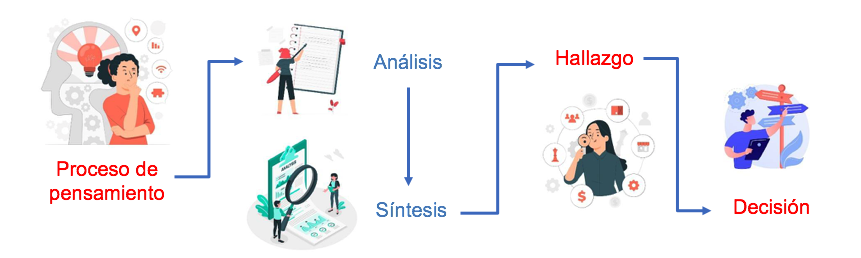 Proceso de
pensamiento
Análisis
Síntesis
Hallazgo
Decisión